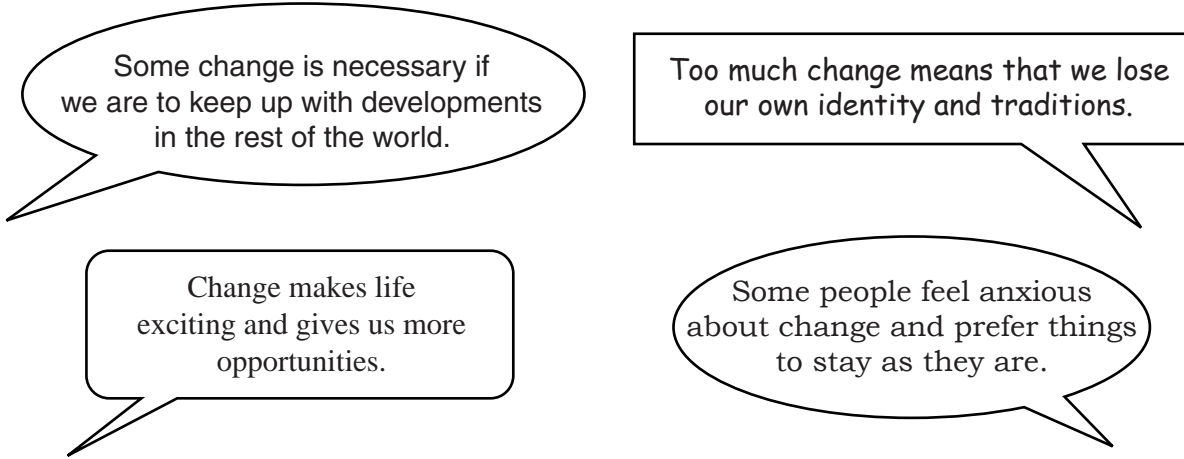 Some change is necessary if
we are to keep up with developments
in the rest of the world.
Too much change means that we lose
our own identity and traditions.
Change makes life
exciting and gives us more
opportunities.
Some people feel anxious
about change and prefer things
to stay as they are.